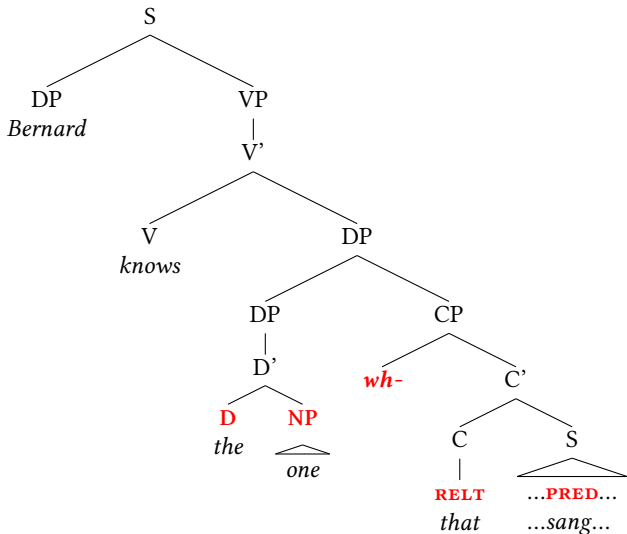 S
DP VP
Bernard
V'
V DP
knows
DP CP
D' wh- C'
D NP
the C S
one
RELT ...PRED...
that ...sang...